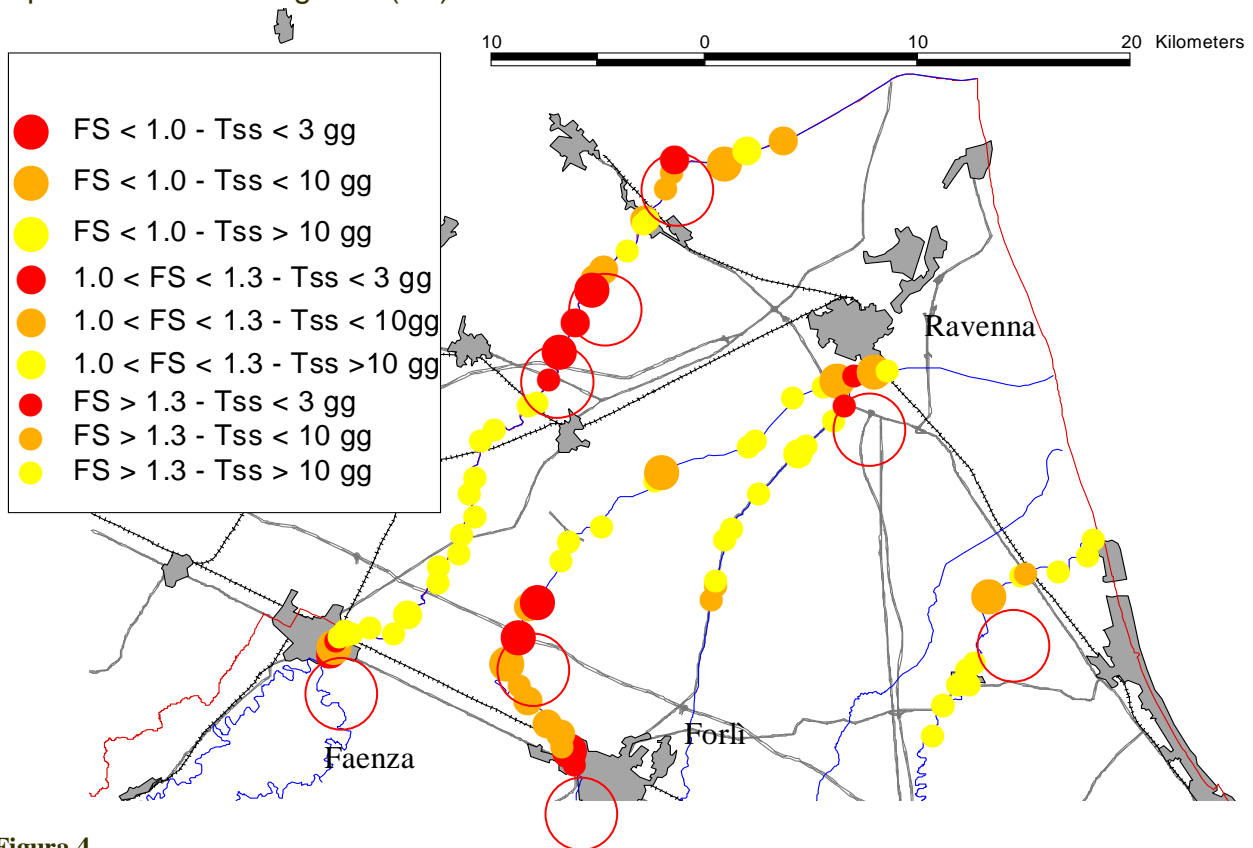 10 0 10 20 Kilometers
FS < 1.0 - Tss < 3 gg
FS < 1.0 - Tss < 10 gg
FS < 1.0 - Tss > 10 gg
1.0 < FS < 1.3 - Tss < 3 gg
1.0 < FS < 1.3 - Tss < 10gg
1.0 < FS < 1.3 - Tss >10 gg
FS > 1.3 - Tss < 3 gg
FS > 1.3 - Tss < 10 gg
FS > 1.3 - Tss > 10 gg
Ravenna
Forlì
Faenza
Figura 4